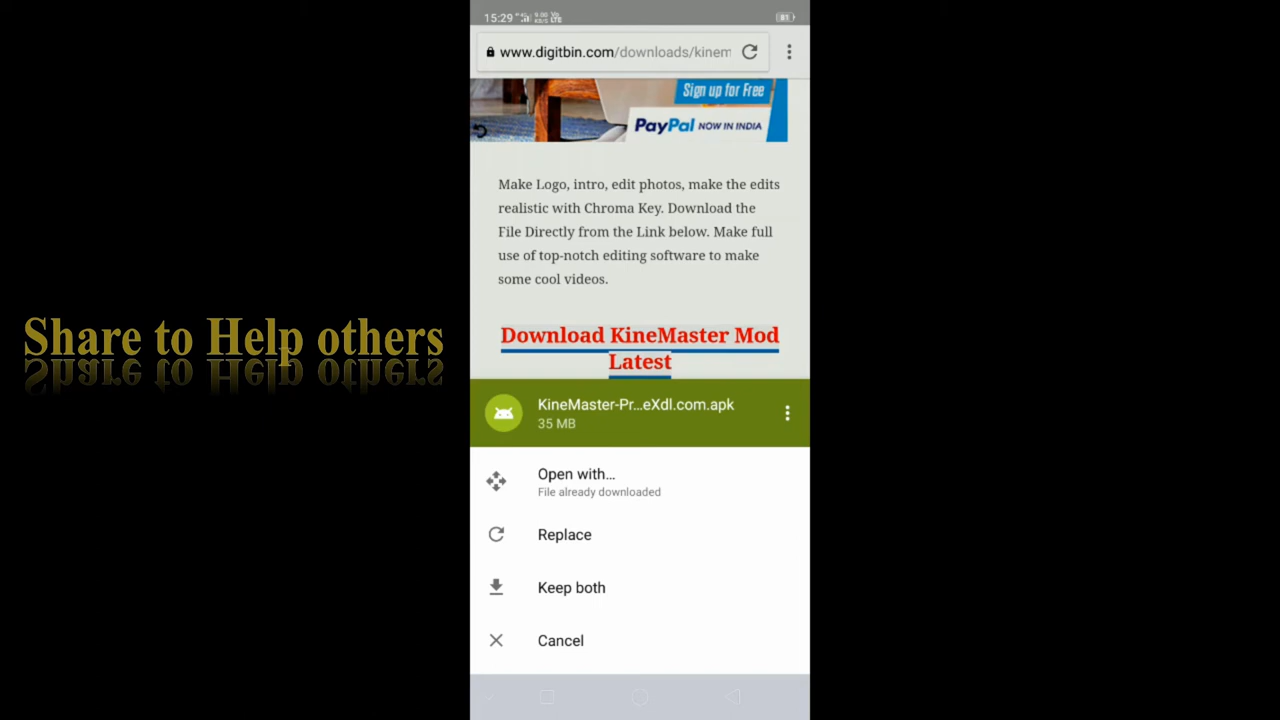 15:29
81
www.digitbin.com/downloads/kinem
Sign up for Free
PayPal NOW IN INDIA
Make Logo, intro, edit photos, make the edits
realistic with Chroma Key. Download the
File Directly from the Link below. Make full
use of top-notch editing software to make
some cool videos.
Share to Help others
Download KineMaster Mod
Latest
KineMaster-Pr...eXdl.com.apk
35 MB
Open with...
File already downloaded
Replace
Keep both
Cancel